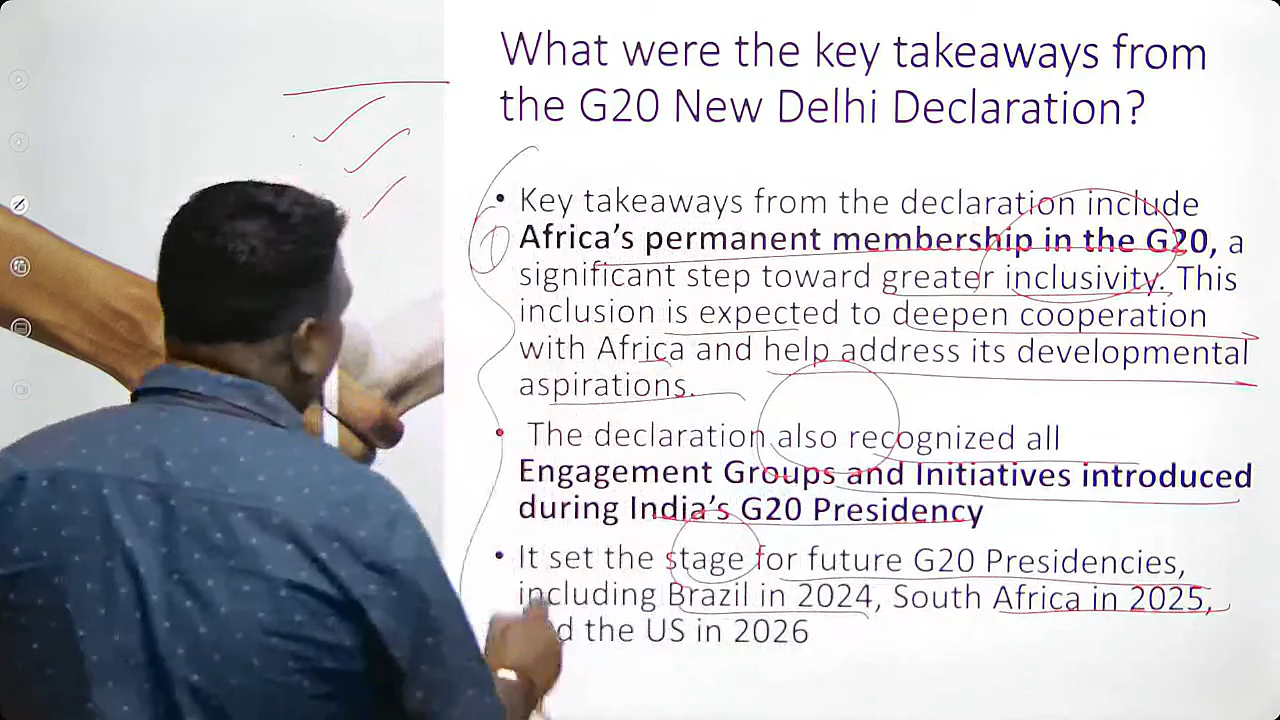 What were the key takeaways from
the G20 New Delhi Declaration?
• Key takeaways from the declaration include
Africa's permanent membership in the G20, a
significant step toward greater inclusivity. This
inclusion is expected to deepen cooperation
with Africa and help address its developmental
aspirations.
• The declaration also recognized all
Engagement Groups and Initiatives introduced
during India's G20 Presidency
• It set the stage for future G20 Presidencies,
including Brazil in 2024, South Africa in 2025,
the US in 2026
1